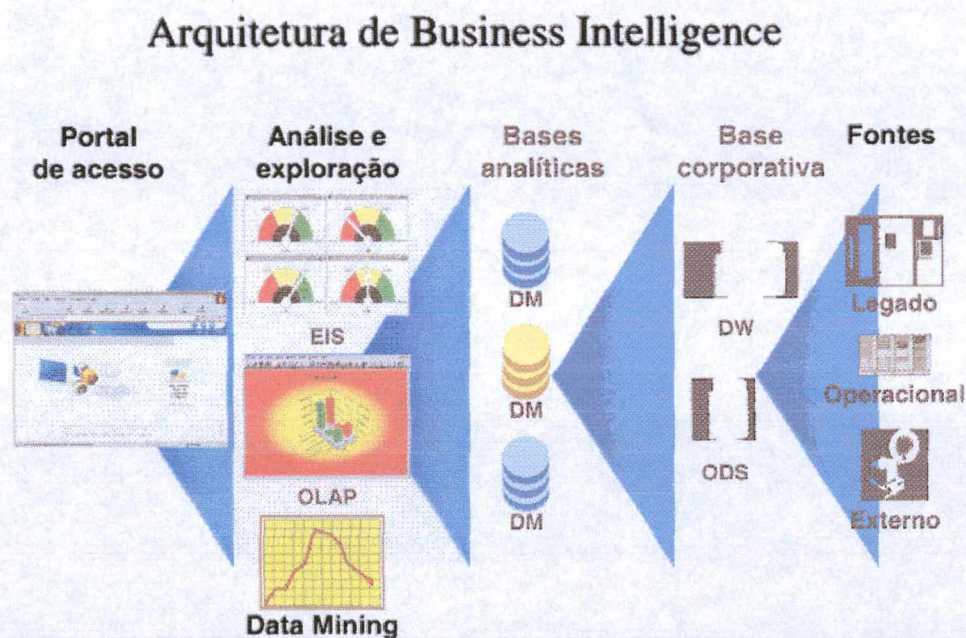 Arquitetura de Business Intelligence
Portal
de acesso
Análise e
exploração
Bases
analíticas
Base
corporativa
Fontes
EIS
OLAP
Data Mining
DM
DM
DM
DW
ODS
Legado
Operacional
Externo